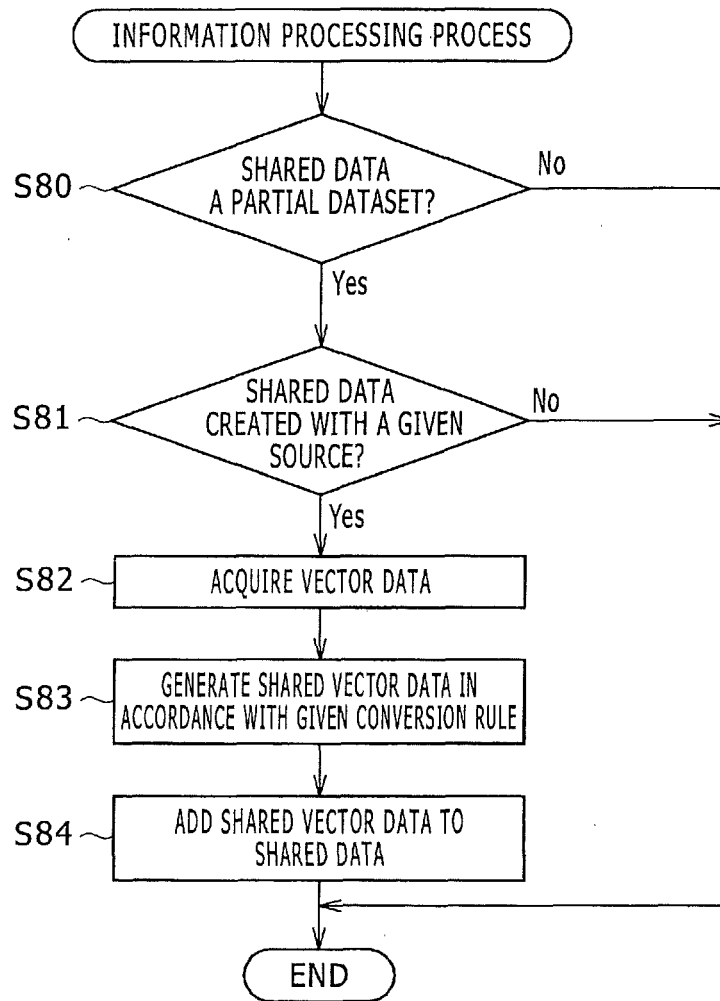 INFORMATION PROCESSING PROCESS
S80
SHARED DATA
A PARTIAL DATASET?
No
Yes
S81
SHARED DATA
CREATED WITH A GIVEN
SOURCE?
No
Yes
S82
ACQUIRE VECTOR DATA
S83
GENERATE SHARED VECTOR DATA IN
ACCORDANCE WITH GIVEN CONVERSION RULE
S84
ADD SHARED VECTOR DATA TO
SHARED DATA
END